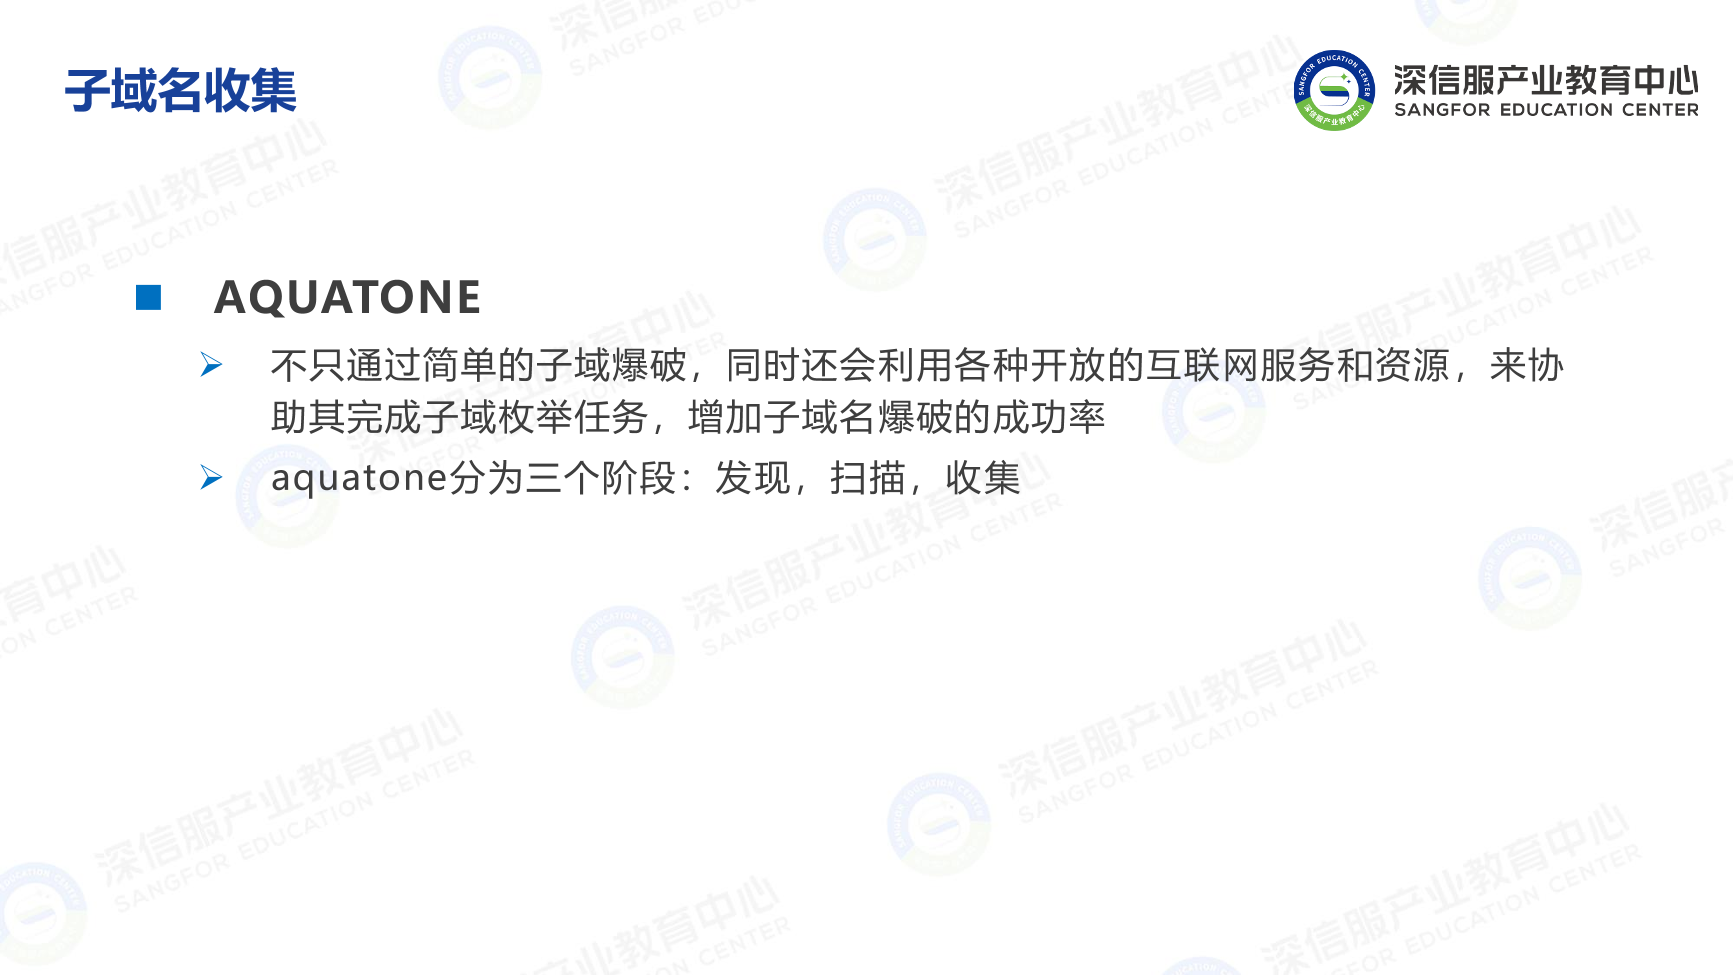 子域名收集
深信服产业教育中心
SANGFOR EDUCATION CENTER
AQUATONE
不只通过简单的子域爆破，同时还会利用各种开放的互联网服务和资源，来协
助其完成子域枚举任务，增加子域名爆破的成功率
aquatone分为三个阶段：发现，扫描，收集